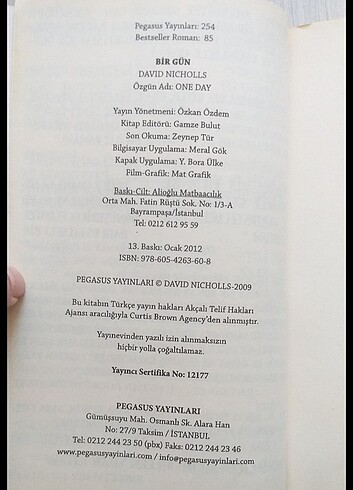 Pegasus Yayınları: 254
Bestseller Roman: 85
BİR GÜN
DAVID NICHOLLS
Özgün Adı: ONE DAY
Yayın Yönetmeni: Özkan Özdem
Kitap Editörü: Gamze Bulut
Son Okuma: Zeynep Tür
Bilgisayar Uygulama: Meral Gök
Kapak Uygulama: Y. Bora Ülke
Film-Grafik: Mat Grafik
Baskı-Cilt: Alioğlu Matbaacılık
Orta Mah. Fatin Rüştü Sok. No: 1/3-A
Bayrampaşa/İstanbul
Tel: 0212 612 95 59
13. Baskı: Ocak 2012
ISBN: 978-605-4263-60-8
PEGASUS YAYINLARI © DAVID NICHOLLS-2009
Bu kitabın Türkçe yayın hakları Akçalı Telif Hakları
Ajansı aracılığıyla Curtis Brown Agency'den alınmıştır.
Yayınevinden yazılı izin alınmaksızın
hiçbir yolla çoğaltılamaz.
Yayıncı Sertifika No: 12177
PEGASUS YAYINLARI
Gümüşsuyu Mah. Osmanlı Sk. Alara Han
No: 27/9 Taksim / İSTANBUL
Tel: 0212 244 23 50 (pbx) Faks: 0212 244 23 46
www.pegasusyayinlari.com / info@pegasusyayinlari.com